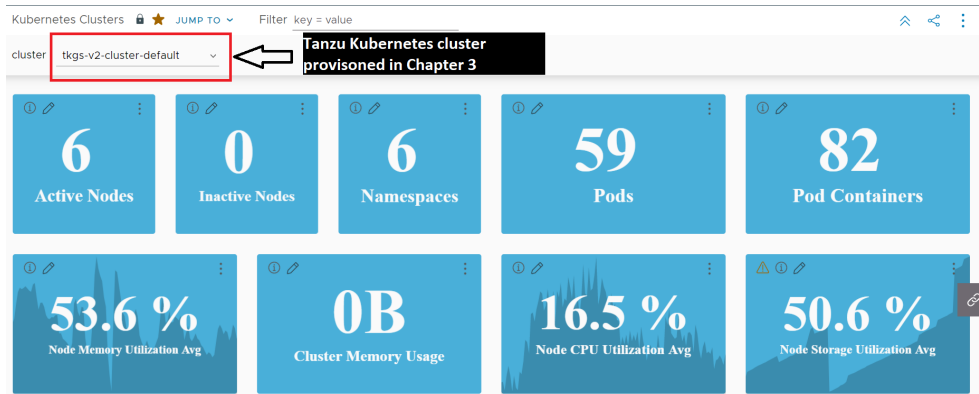 Kubernetes Clusters JUMP TO Filter key = value
cluster tkgs-v2-cluster-default
Tanzu Kubernetes cluster
provisoned in Chapter 3
6
Active Nodes
0
Inactive Nodes
6
Namespaces
59
Pods
82
Pod Containers
53.6 %
Node Memory Utilization Avg
0B
Cluster Memory Usage
16.5 %
Node CPU Utilization Avg
50.6 %
Node Storage Utilization Avg